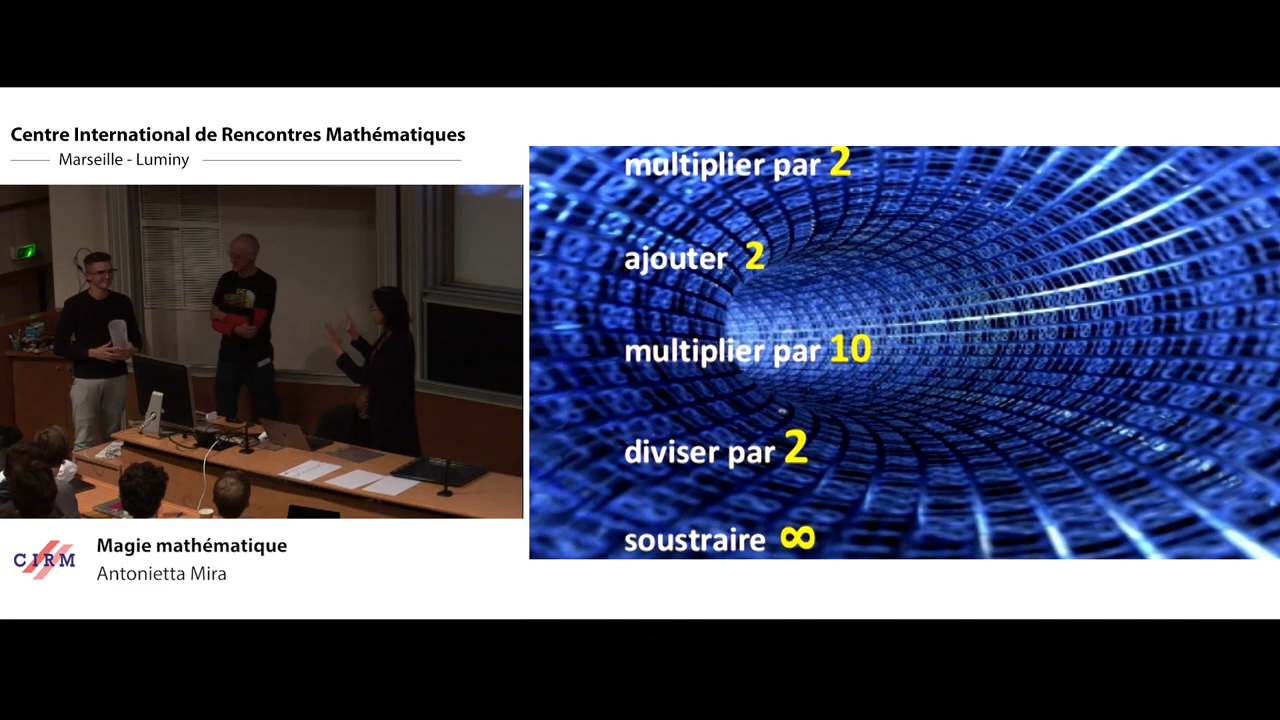 Centre International de Rencontres Mathématiques
Marseille - Luminy
multiplier par 2
ajouter 2
multiplier par 10
diviser par 2
soustraire ∞
CIRM
Magie mathématique
Antonietta Mira